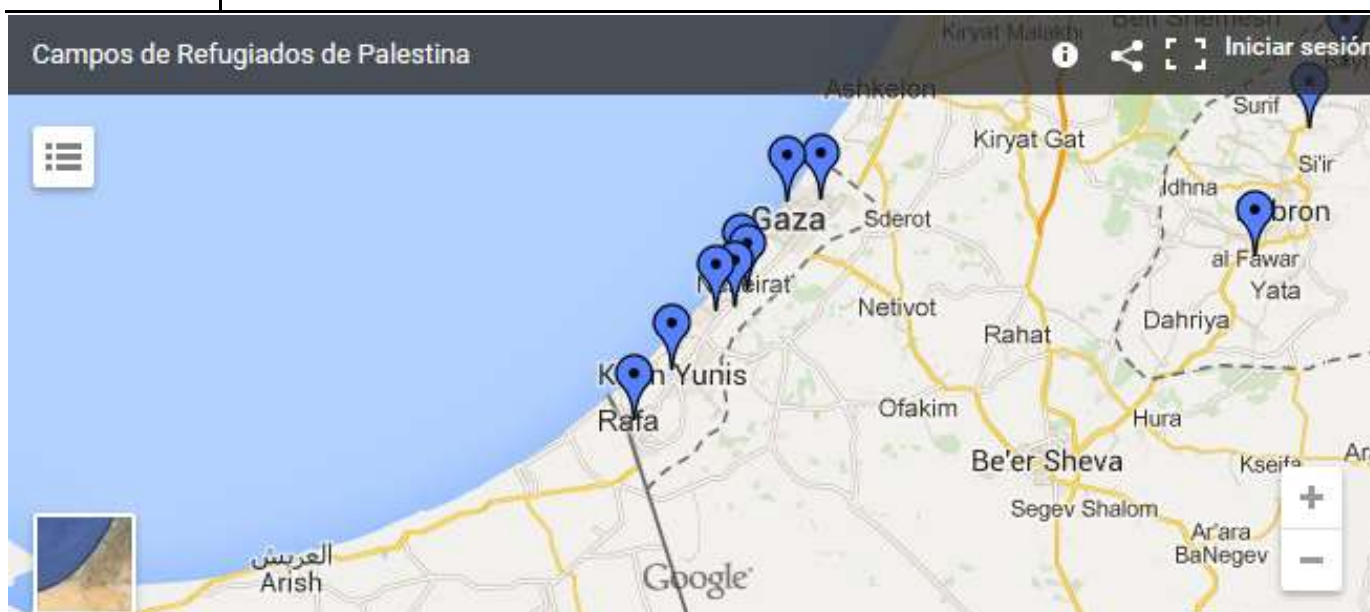 Campos de Refugiados de Palestina
Iniciar sesión
Kiryat Malakhi
Beit Shemesh
Ashkelon
Surif
Kiryat Gat
Si'ir
Idhna
Gaza
Sderot
al Fawar
Yata
Netivot
Dahriya
Rahat
Yunis
Rafa
Ofakim
Hura
Be'er Sheva
Kseifa
Segev Shalom
Ar'ara
BaNegev
العريش
Arish
Google